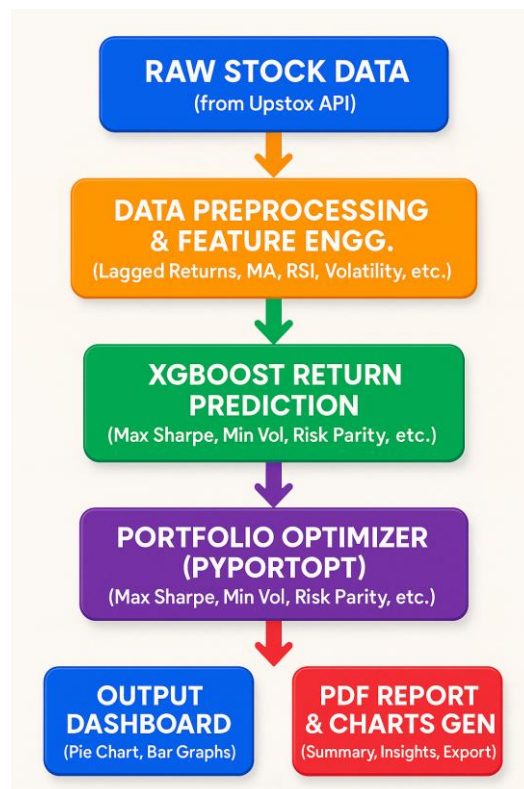 RAW STOCK DATA
(from Upstox API)
DATA PREPROCESSING
& FEATURE ENGG.
(Lagged Returns, MA, RSI, Volatility, etc.)
XGBOOST RETURN
PREDICTION
(Max Sharpe, Min Vol, Risk Parity, etc.)
PORTFOLIO OPTIMIZER
(PYPORTOPT)
(Max Sharpe, Min Vol, Risk Parity, etc.)
OUTPUT
DASHBOARD
(Pie Chart, Bar Graphs)
PDF REPORT
& CHARTS GEN
(Summary, Insights, Export)